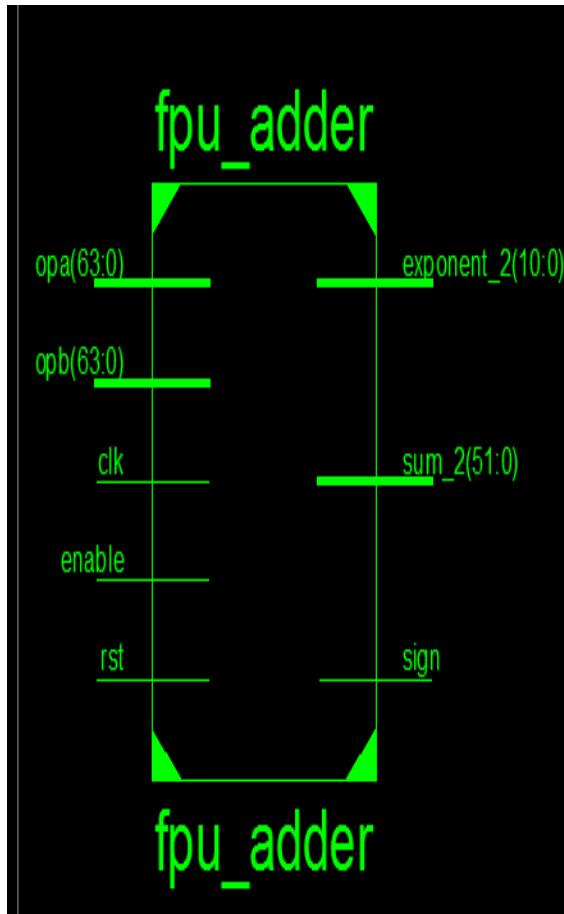 fpu_adder
opa(63:0) exponent_2(10:0)
opb(63:0)
clk sum_2(51:0)
enable
rst sign
fpu_adder